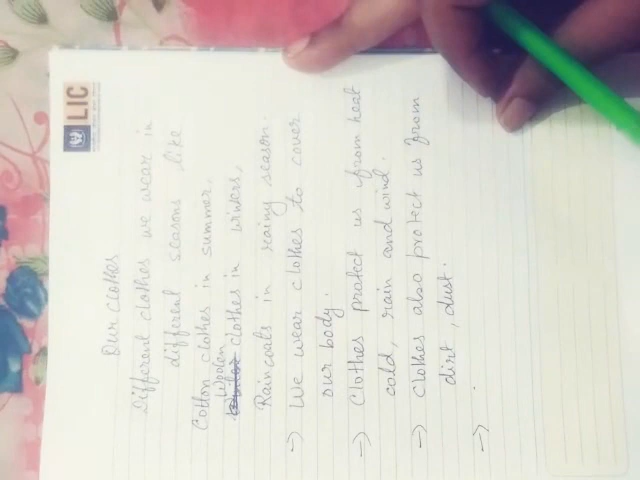 LIC
Our Clothes
Different clothes we wear in
different seasons like
Cotton clothes in summer,
Woolen clothes in winters,
Raincoats in rainy season.
→ We wear clothes to cover
our body.
→ Clothes protect us from heat
cold, rain and wind.
→ Clothes also protect us from
dirt, dust.
→ .